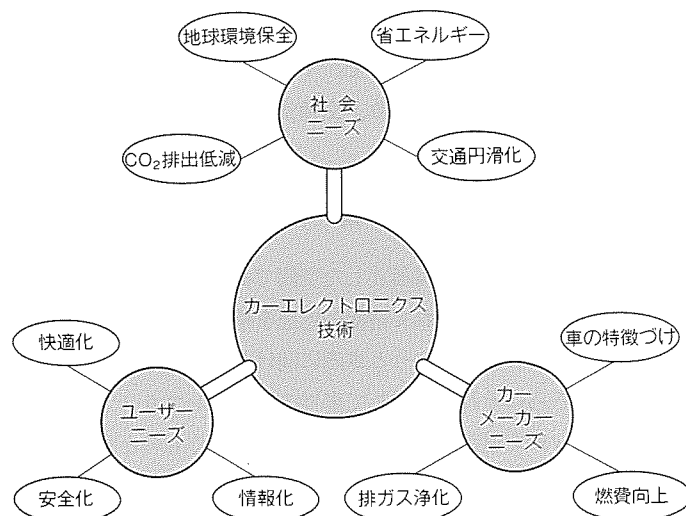 地球環境保全
省エネルギー
社会
ニーズ
CO₂排出低減
交通円滑化
カーエレクトロニクス
技術
快適化
ユーザー
ニーズ
安全化
情報化
車の特徴づけ
カー
メーカー
ニーズ
排ガス浄化
燃費向上